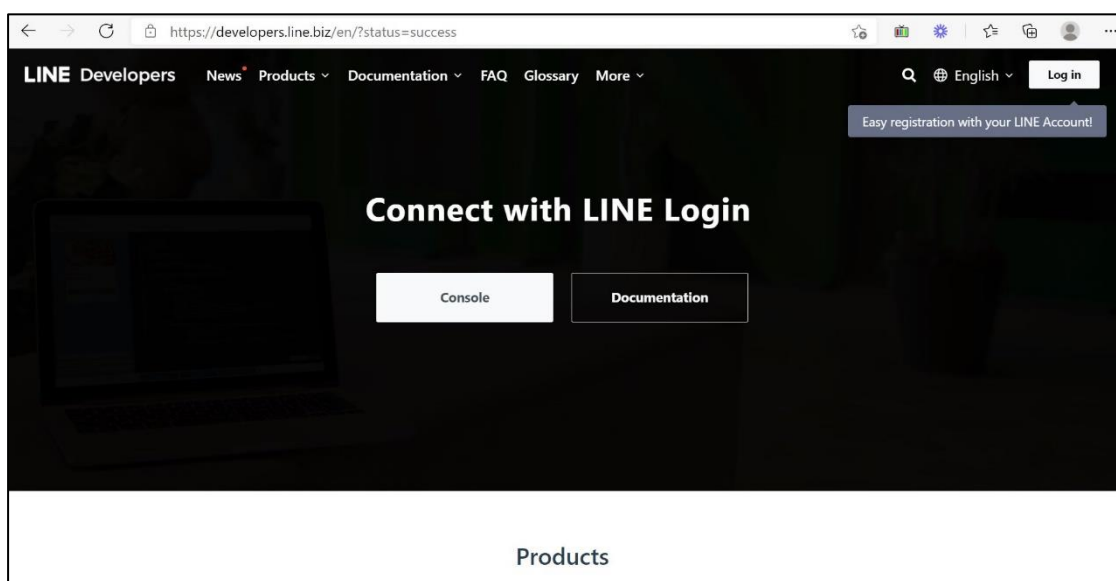 https://developers.line.biz/en/?status=success
LINE Developers News Products Documentation FAQ Glossary More English Log in
Easy registration with your LINE Account!
Connect with LINE Login
Console Documentation
Products